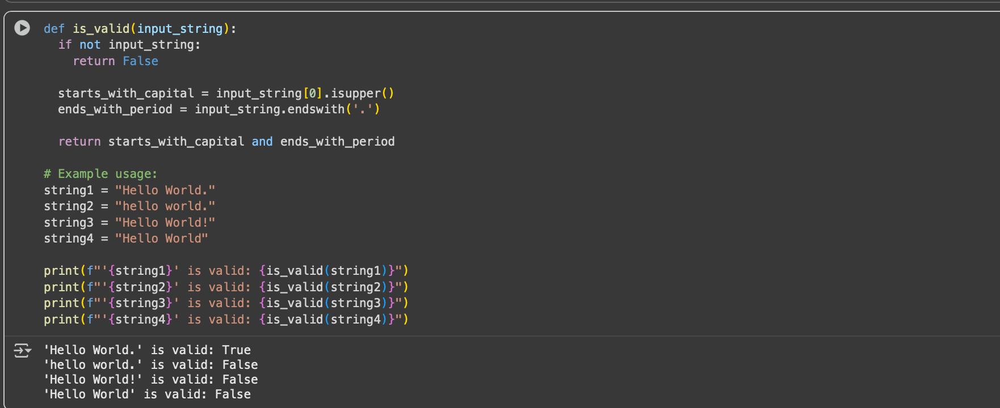 def is_valid(input_string):
  if not input_string:
    return False

  starts_with_capital = input_string[0].isupper()
  ends_with_period = input_string.endswith('.')

  return starts_with_capital and ends_with_period

# Example usage:
string1 = "Hello World."
string2 = "hello world."
string3 = "Hello World!"
string4 = "Hello World"

print(f"'{string1}' is valid: {is_valid(string1)}")
print(f"'{string2}' is valid: {is_valid(string2)}")
print(f"'{string3}' is valid: {is_valid(string3)}")
print(f"'{string4}' is valid: {is_valid(string4)}")

'Hello World.' is valid: True
'hello world.' is valid: False
'Hello World!' is valid: False
'Hello World' is valid: False